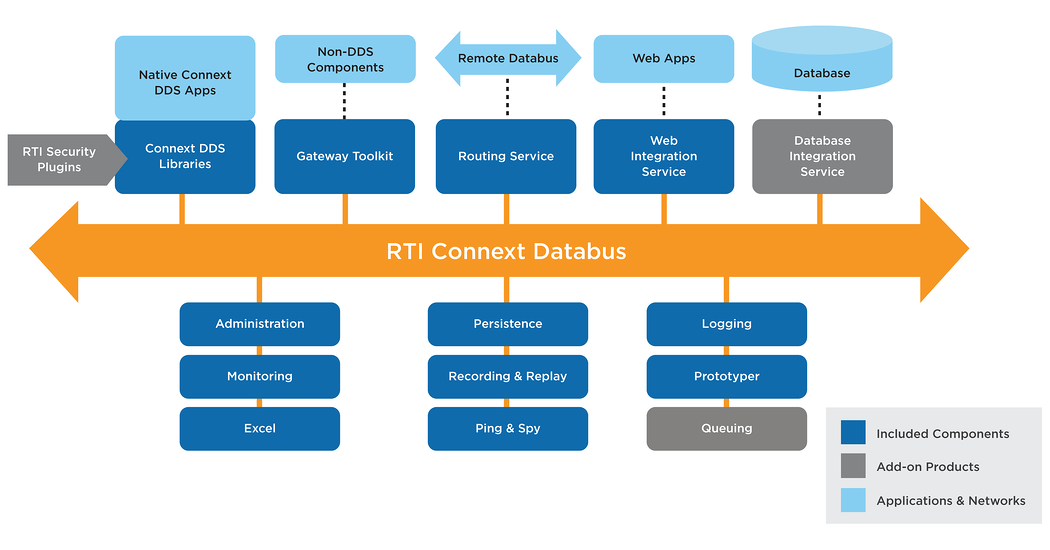 Native Connext
DDS Apps
Non-DDS
Components
Remote Databus
Web Apps
Database
RTI Security
Plugins
Connext DDS
Libraries
Gateway Toolkit
Routing Service
Web
Integration
Service
Database
Integration
Service
RTI Connext Databus
Administration
Persistence
Logging
Monitoring
Recording & Replay
Prototyper
Excel
Ping & Spy
Queuing
Included Components
Add-on Products
Applications & Networks